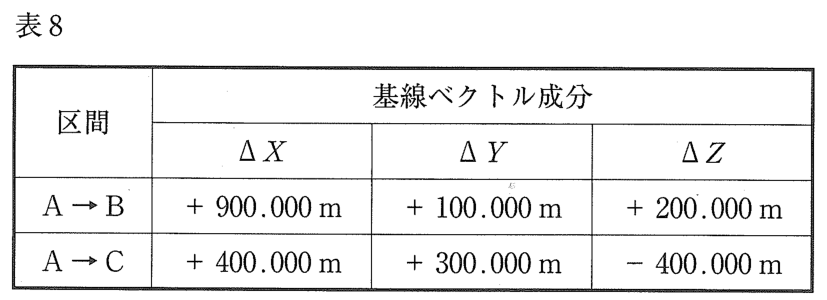 表8
区間
基線ベクトル成分
ΔX ΔY ΔZ
A→B + 900.000 m + 100.000 m + 200.000 m
A→C + 400.000 m + 300.000 m − 400.000 m